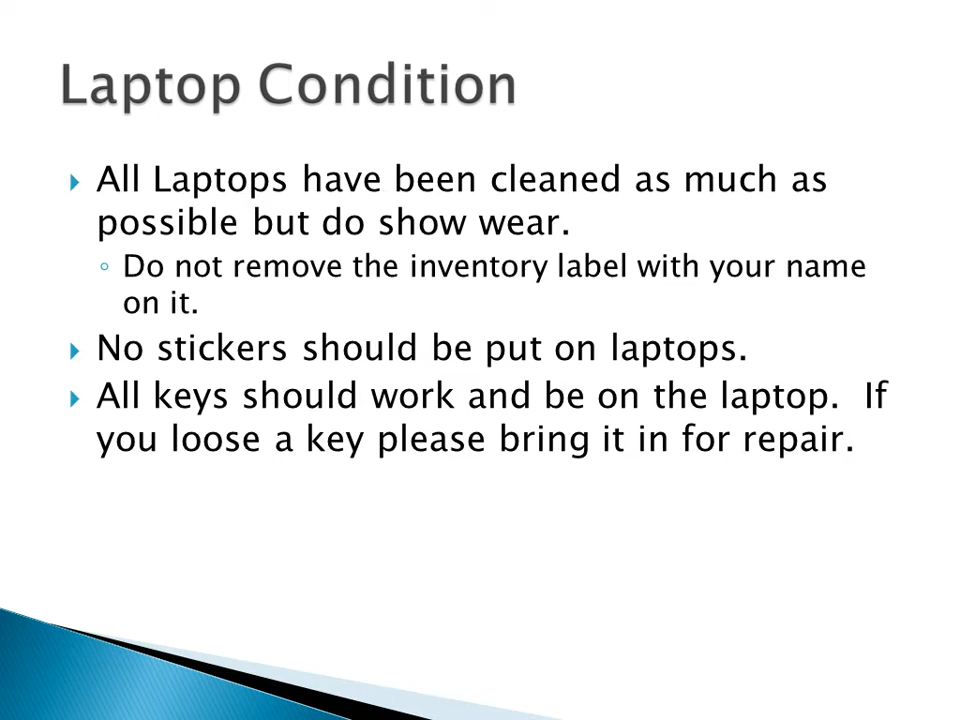 Laptop Condition
All Laptops have been cleaned as much as
possible but do show wear.
Do not remove the inventory label with your name
on it.
No stickers should be put on laptops.
All keys should work and be on the laptop.  If
you loose a key please bring it in for repair.